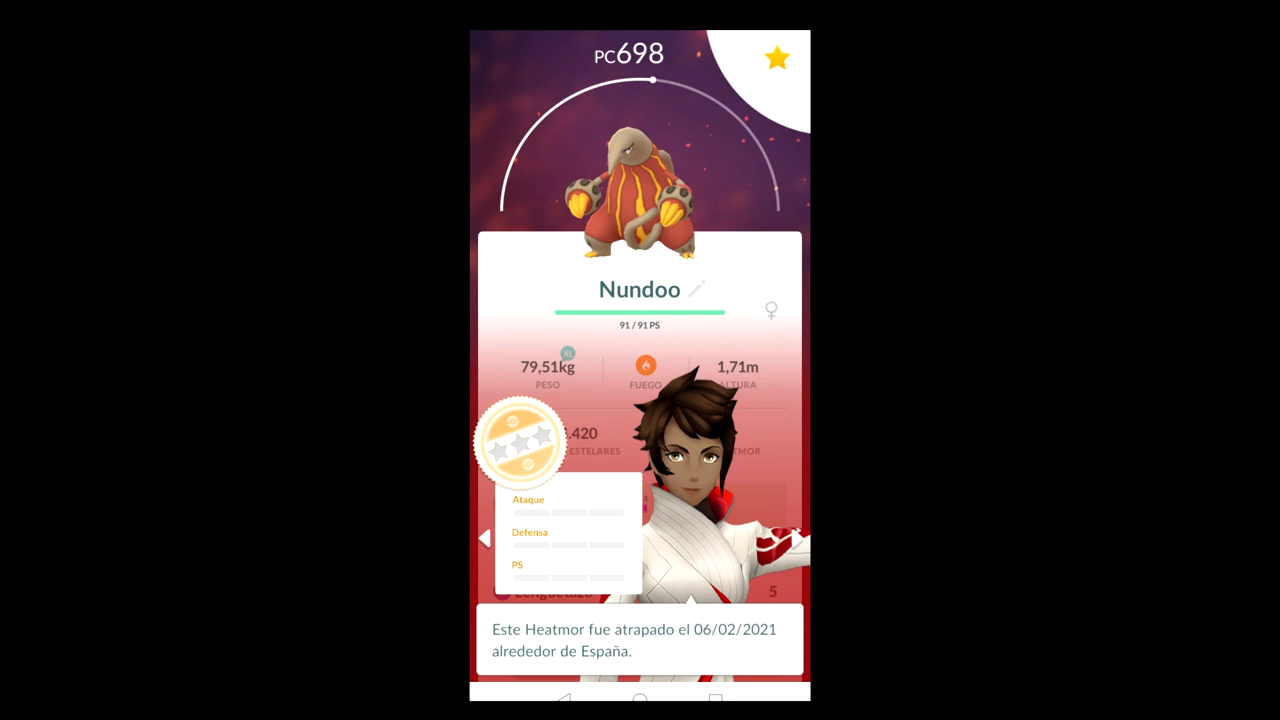 PC698
Nundoo
91 / 91 PS
XL
79,51kg
1,71m
PESO
FUEGO
.420
ESTELARES
Ataque
Defensa
PS
5
Este Heatmor fue atrapado el 06/02/2021
alrededor de España.